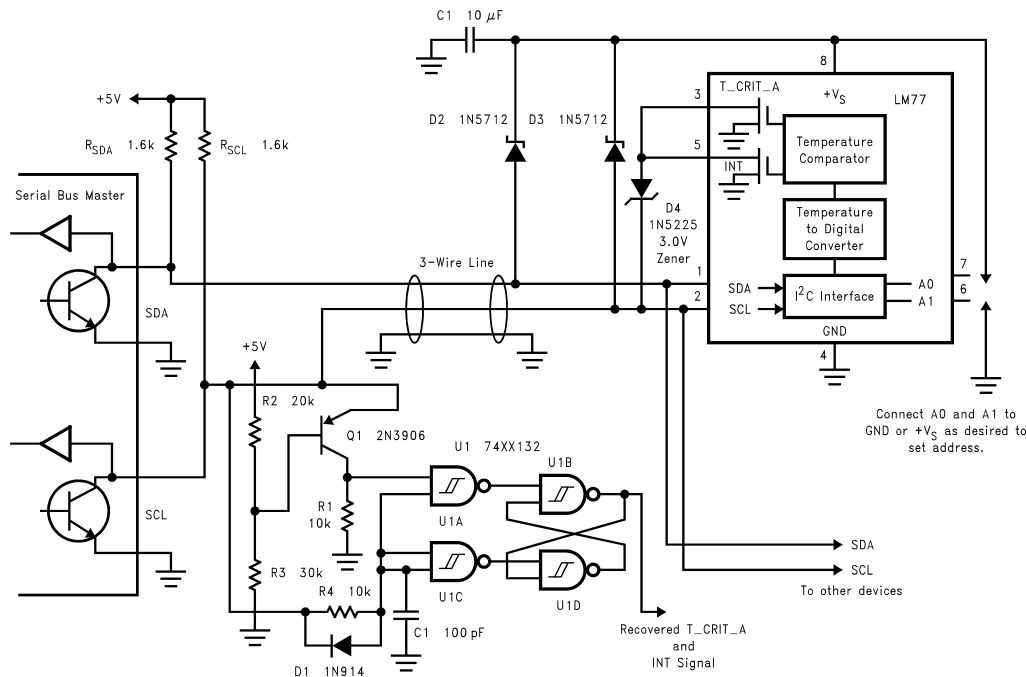 C1 10 μF
8
T_CRIT_A
LM77
+VS
3
+5V
D2 1N5712
D3 1N5712
RSDA 1.6k
RSCL 1.6k
5
INT
Temperature
Comparator
Serial Bus Master
D4
1N5225
3.0V
Zener
Temperature
to Digital
Converter
3-Wire Line
1
7
SDA
A0
I2C Interface
2
6
SCL
A1
SDA
GND
4
+5V
R2 20k
Q1 2N3906
Connect A0 and A1 to
GND or +VS as desired to
set address.
U1 74XX132
U1B
R1
10k
U1A
SCL
SDA
R3 30k
SCL
R4 10k
U1C
U1D
To other devices
C1 100 pF
D1 1N914
Recovered T_CRIT_A
and
INT Signal